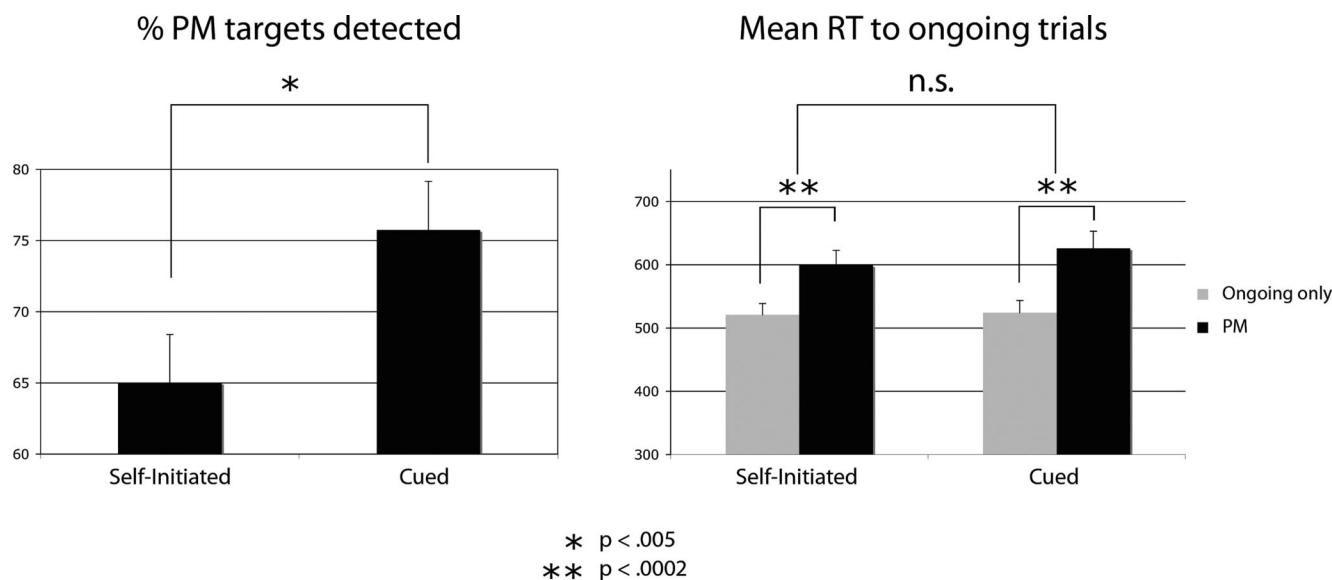 % PM targets detected
*
80
75
70
65
60
Self-Initiated
Cued
Mean RT to ongoing trials
n.s.
**
**
700
600
500
400
300
Self-Initiated
Cued
Ongoing only
PM
* p < .005
** p < .0002